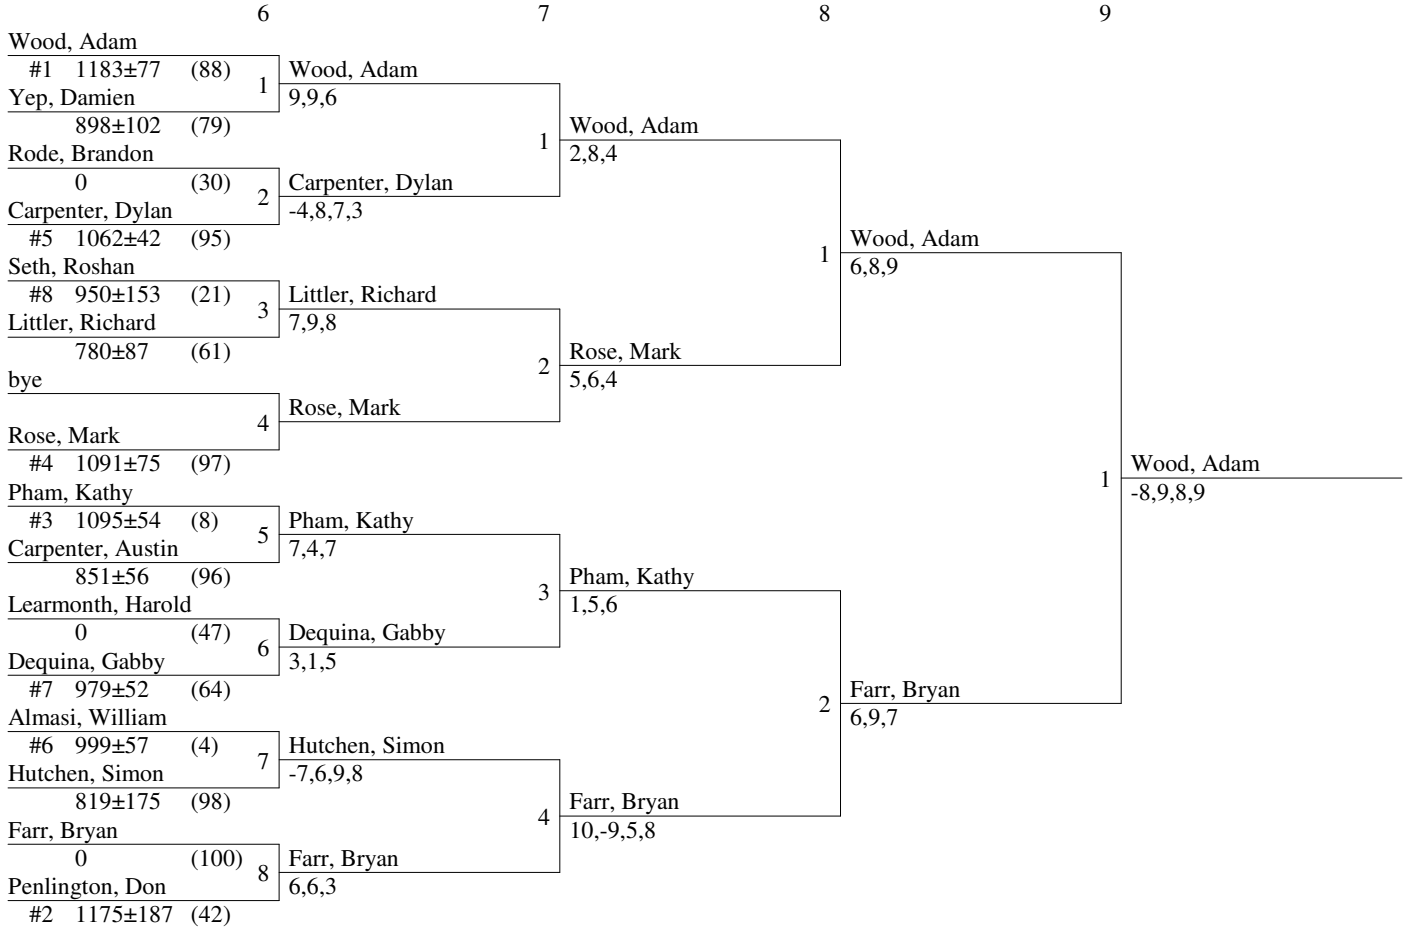 6 7 8 9
Wood, Adam
#1 1183±77 (88)
1
Wood, Adam
9,9,6
Yep, Damien
898±102 (79)
1
Wood, Adam
2,8,4
Rode, Brandon
0 (30)
2
Carpenter, Dylan
-4,8,7,3
Carpenter, Dylan
#5 1062±42 (95)
1
Wood, Adam
6,8,9
Seth, Roshan
#8 950±153 (21)
3
Littler, Richard
7,9,8
Littler, Richard
780±87 (61)
2
Rose, Mark
5,6,4
bye
4
Rose, Mark
Rose, Mark
#4 1091±75 (97)
1
Wood, Adam
-8,9,8,9
Pham, Kathy
#3 1095±54 (8)
5
Pham, Kathy
7,4,7
Carpenter, Austin
851±56 (96)
3
Pham, Kathy
1,5,6
Learmonth, Harold
0 (47)
6
Dequina, Gabby
3,1,5
Dequina, Gabby
#7 979±52 (64)
2
Farr, Bryan
6,9,7
Almasi, William
#6 999±57 (4)
7
Hutchen, Simon
-7,6,9,8
Hutchen, Simon
819±175 (98)
4
Farr, Bryan
10,-9,5,8
Farr, Bryan
0 (100)
8
Farr, Bryan
6,6,3
Penlington, Don
#2 1175±187 (42)